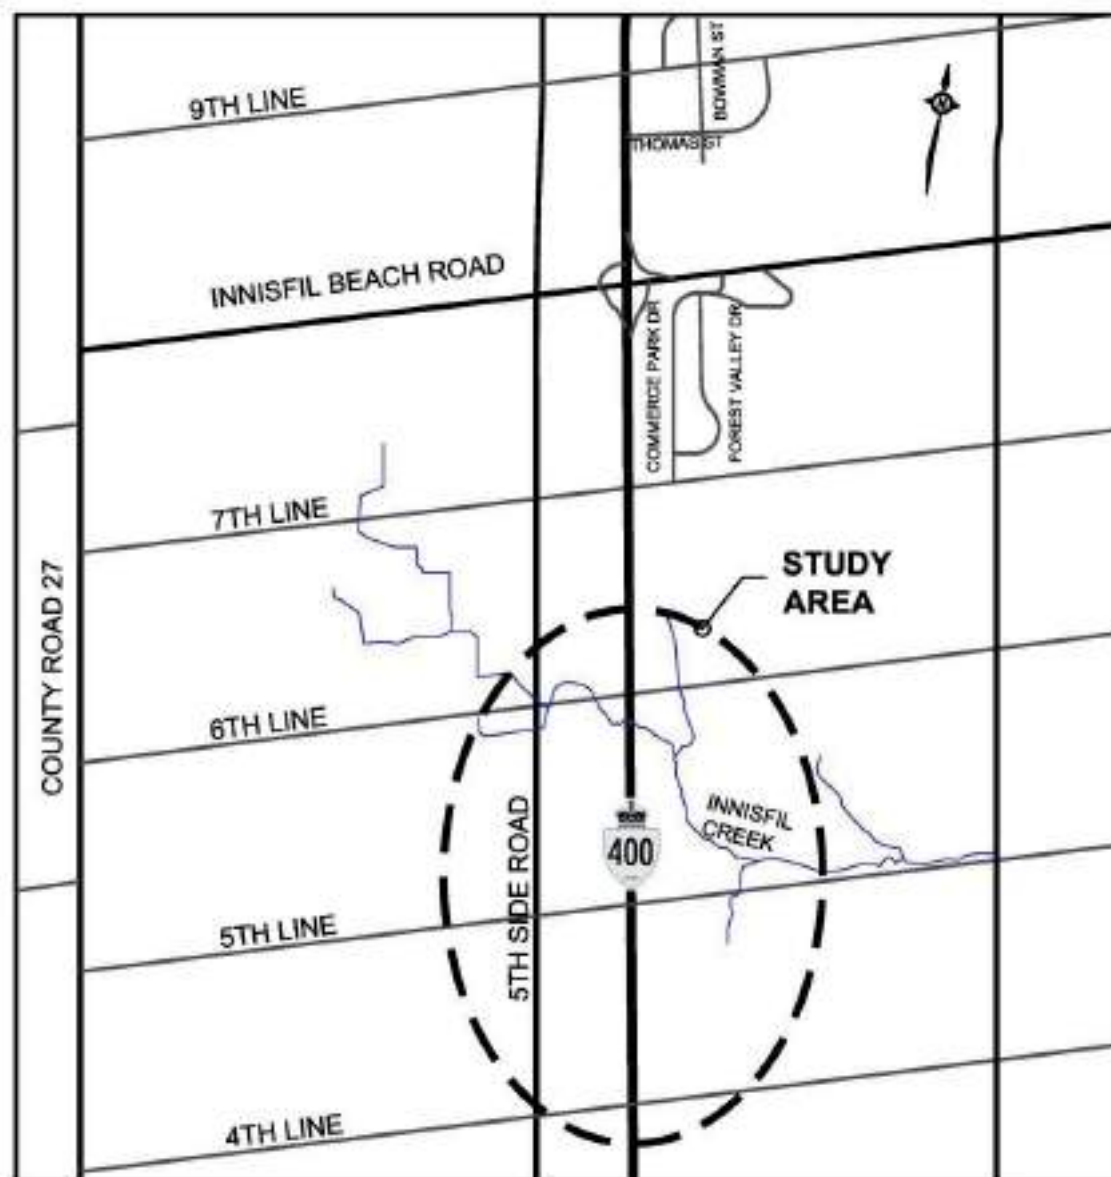 BOWMAN ST
9TH LINE
THOMAS ST
INNISFIL BEACH ROAD
COMMERCE PARK DR
FOREST VALLEY DR
7TH LINE
STUDY
AREA
COUNTY ROAD 27
6TH LINE
5TH SIDE ROAD
INNISFIL
CREEK
400
5TH LINE
4TH LINE